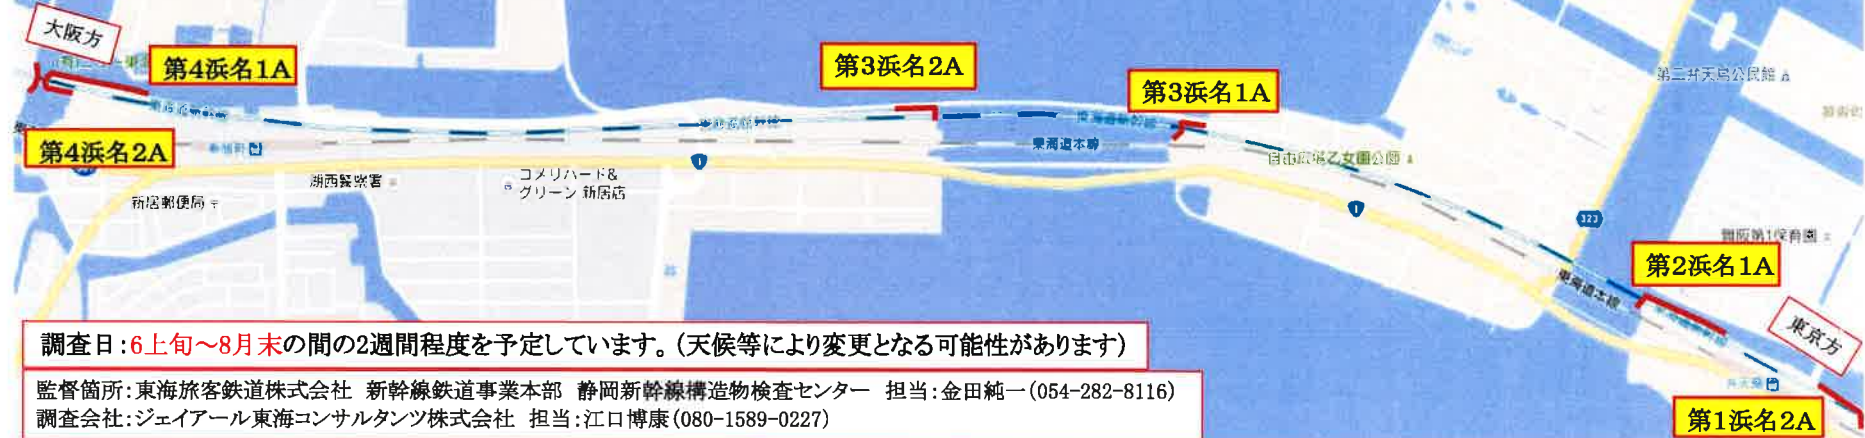 大阪方
第4浜名1A
第3浜名2A
第3浜名1A
第二弁天島公民館
東海道新幹線
東海道本線
第4浜名2A
新居町
1
コメリハード&
グリーン 新居店
湖西警察署
新居郵便局
1
323
第2浜名1A
東海道本線
東京方
第1浜名2A
調査日:6上旬～8月末の間の2週間程度を予定しています。(天候等により変更となる可能性があります)
監督箇所:東海旅客鉄道株式会社 新幹線鉄道事業本部 静岡新幹線構造物検査センター 担当:金田純一(054-282-8116)
調査会社:ジェイアール東海コンサルタンツ株式会社 担当:江口博康(080-1589-0227)